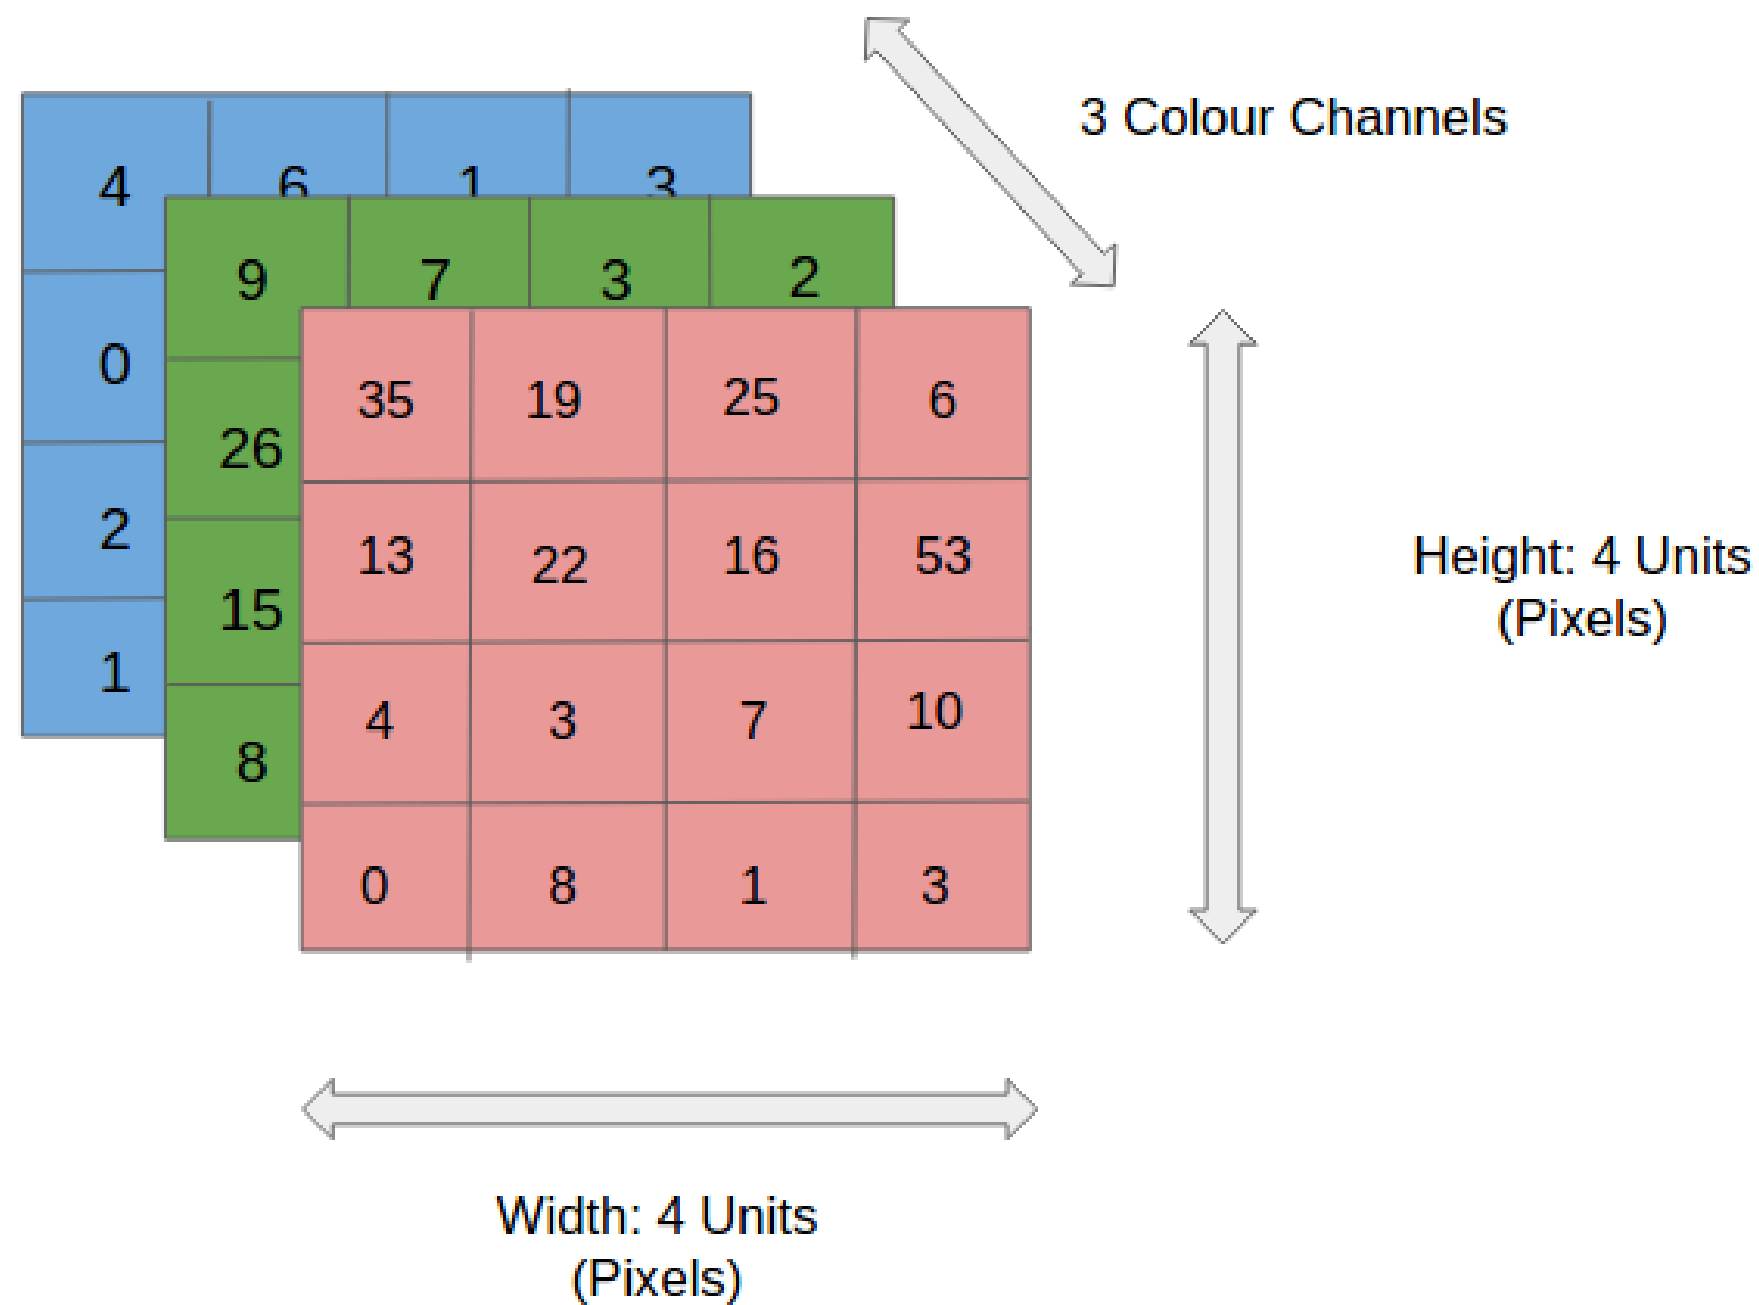 3 Colour Channels
4 6 1 3
9 7 3 2
0
35 19 25 6
26
13 22 16 53
2
15
4 3 7 10
1
8
0 8 1 3
Height: 4 Units
(Pixels)
Width: 4 Units
(Pixels)